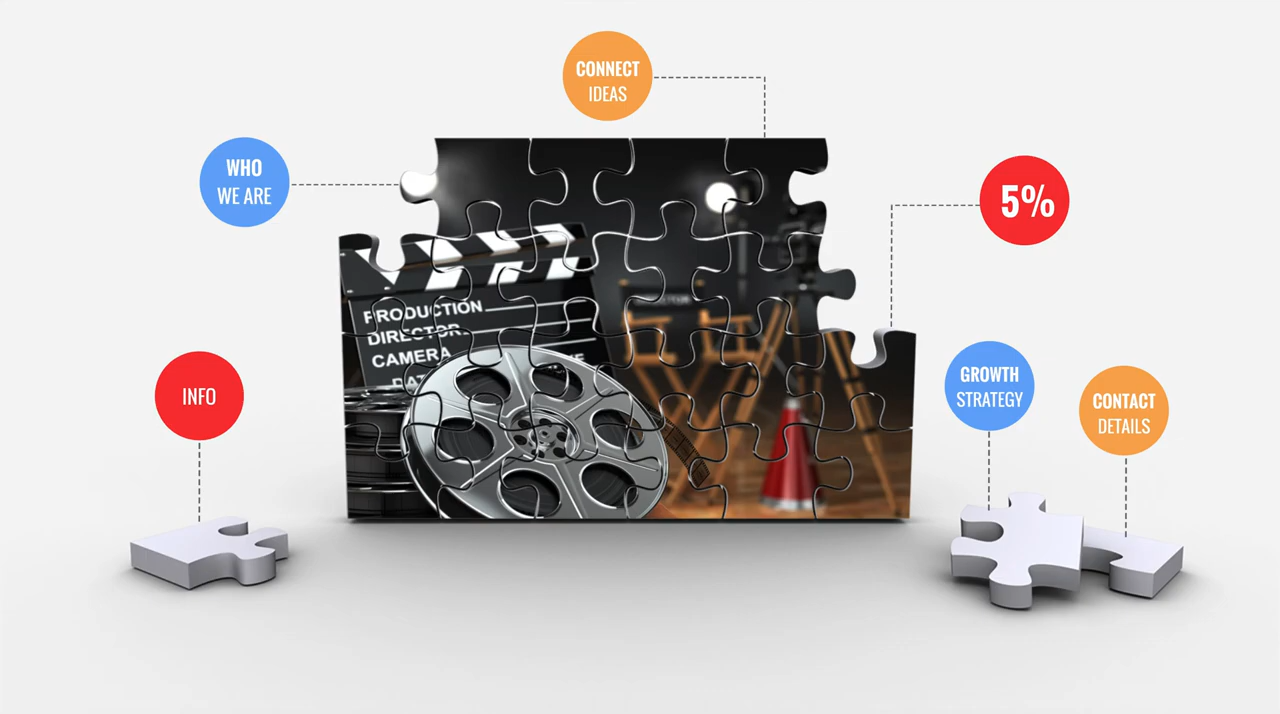 CONNECT
IDEAS
WHO
WE ARE
5%
PRODUCTION
DIRECTOR
CAMERA
INFO
GROWTH
STRATEGY
CONTACT
DETAILS